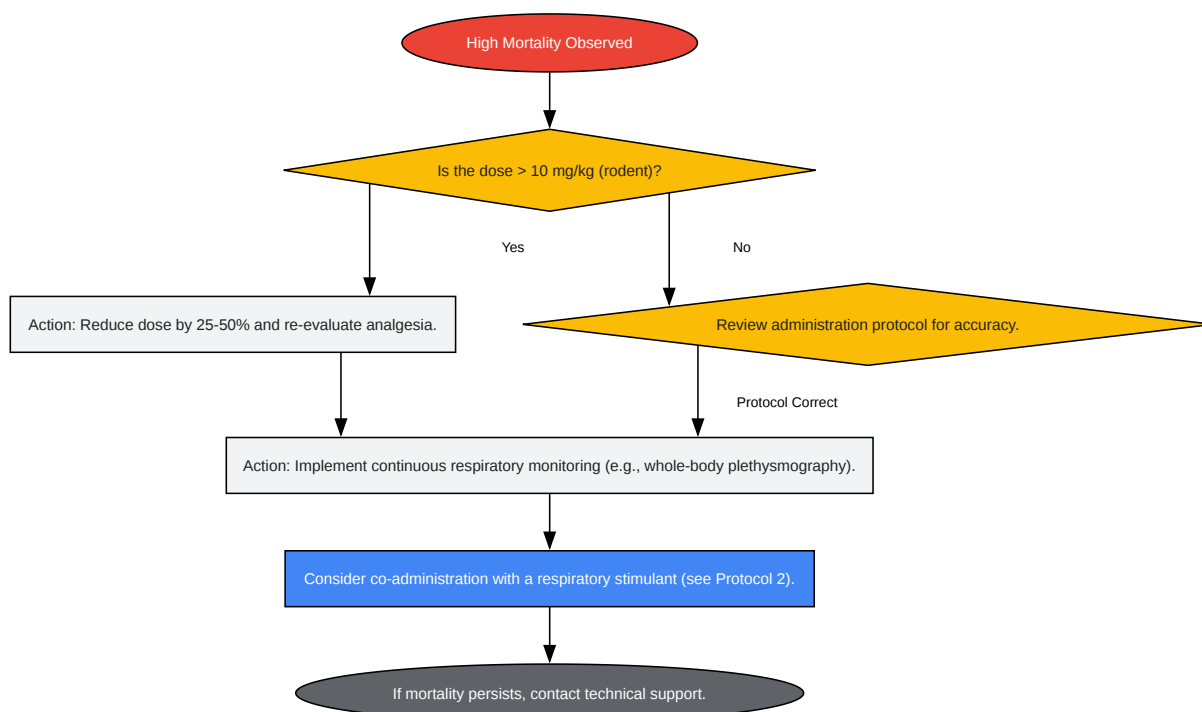 High Mortality Observed
Is the dose > 10 mg/kg (rodent)?
Yes
No
Action: Reduce dose by 25-50% and re-evaluate analgesia.
Review administration protocol for accuracy.
Protocol Correct
Action: Implement continuous respiratory monitoring (e.g., whole-body plethysmography).
Consider co-administration with a respiratory stimulant (see Protocol 2).
If mortality persists, contact technical support.